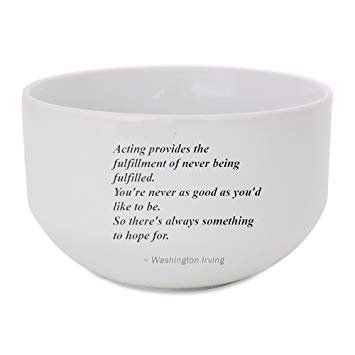 Acting provides the
fulfillment of never being
fulfilled.
You're never as good as you'd
like to be.
So there's always something
to hope for.
~ Washington Irving